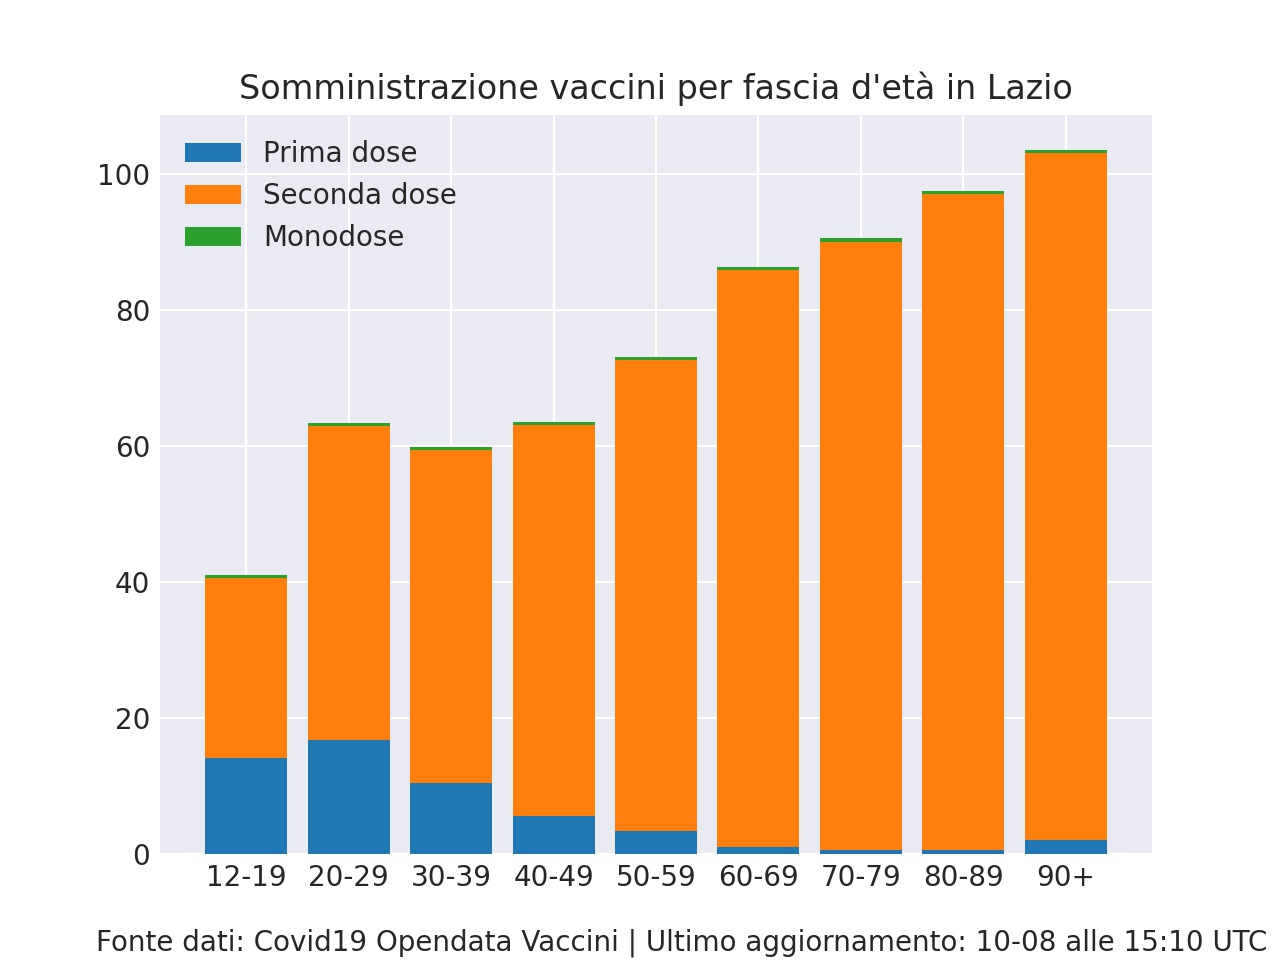 Somministrazione vaccini per fascia d'età in Lazio
Prima dose
Seconda dose
Monodose
100
80
60
40
20
0
12-19 20-29 30-39 40-49 50-59 60-69 70-79 80-89 90+
Fonte dati: Covid19 Opendata Vaccini | Ultimo aggiornamento: 10-08 alle 15:10 UTC